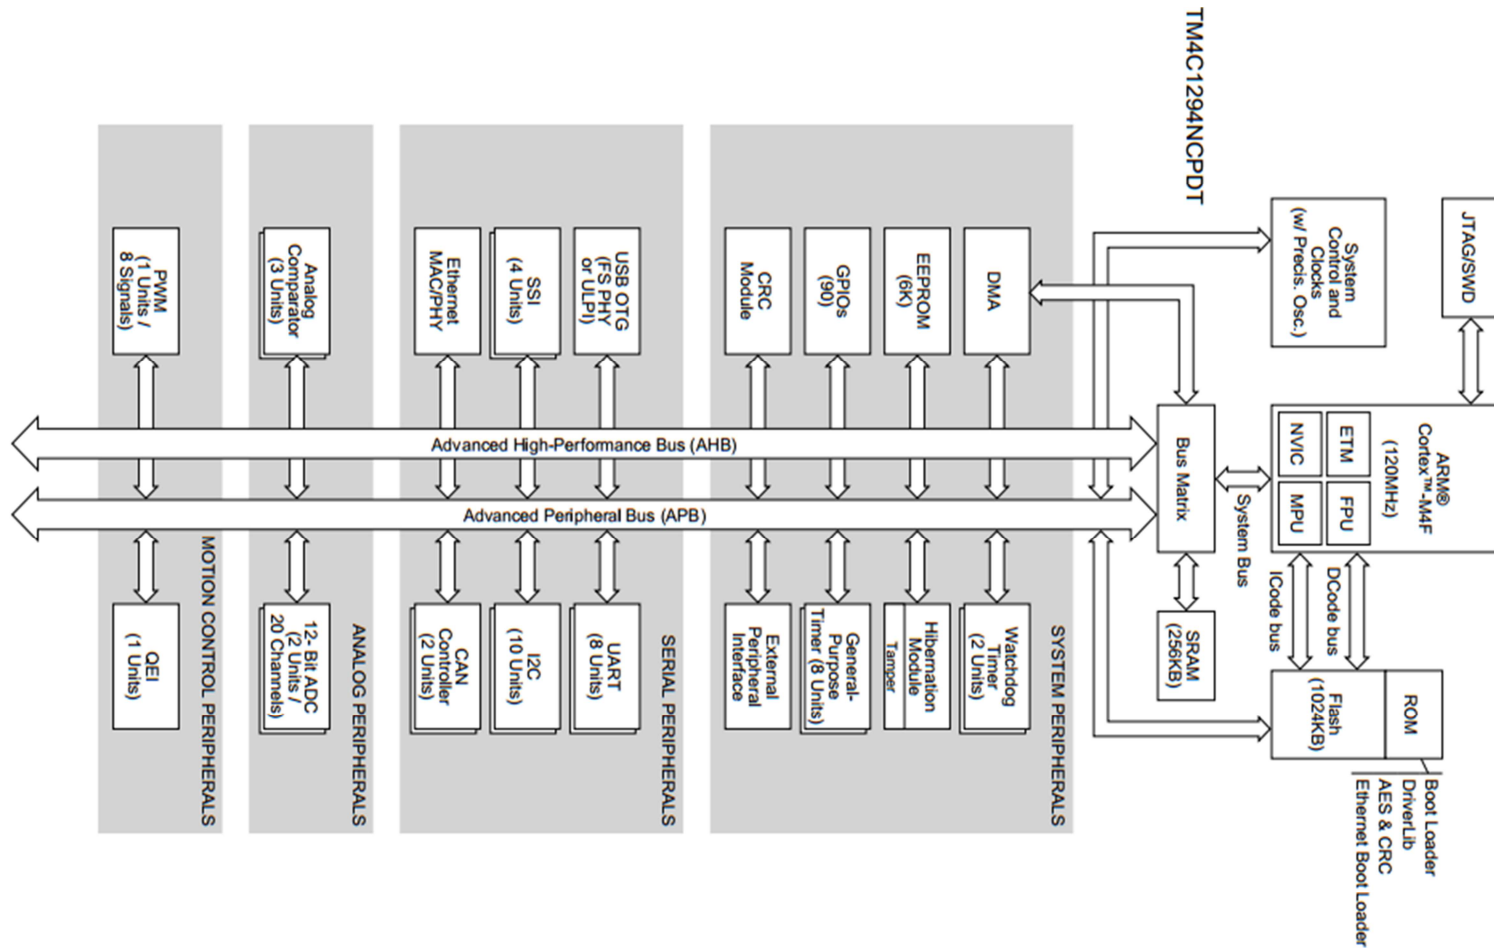 TM4C1294NCPDT
JTAG/SWD
ARM®
Cortex™-M4F
(120MHz)
ETM
FPU
NVIC
MPU
DCode bus
ICode bus
ROM
Flash
(1024KB)
Boot Loader
DriverLib
AES & CRC
Ethernet Boot Loader
System
Control and
Clocks
(w/ Precis. Osc.)
System Bus
Bus Matrix
SRAM
(256KB)
SYSTEM PERIPHERALS
DMA
Watchdog
Timer
(2 Units)
EEPROM
(6K)
Hibernation
Module
Tamper
GPIOs
(90)
General-
Purpose
Timer (8 Units)
CRC
Module
External
Peripheral
Interface
SERIAL PERIPHERALS
USB OTG
(FS PHY
or ULPI)
UART
(8 Units)
SSI
(4 Units)
I2C
(10 Units)
Ethernet
MAC/PHY
CAN
Controller
(2 Units)
Advanced High-Performance Bus (AHB)
Advanced Peripheral Bus (APB)
ANALOG PERIPHERALS
Analog
Comparator
(3 Units)
12- Bit ADC
(2 Units /
20 Channels)
MOTION CONTROL PERIPHERALS
PWM
(1 Units /
8 Signals)
QEI
(1 Units)